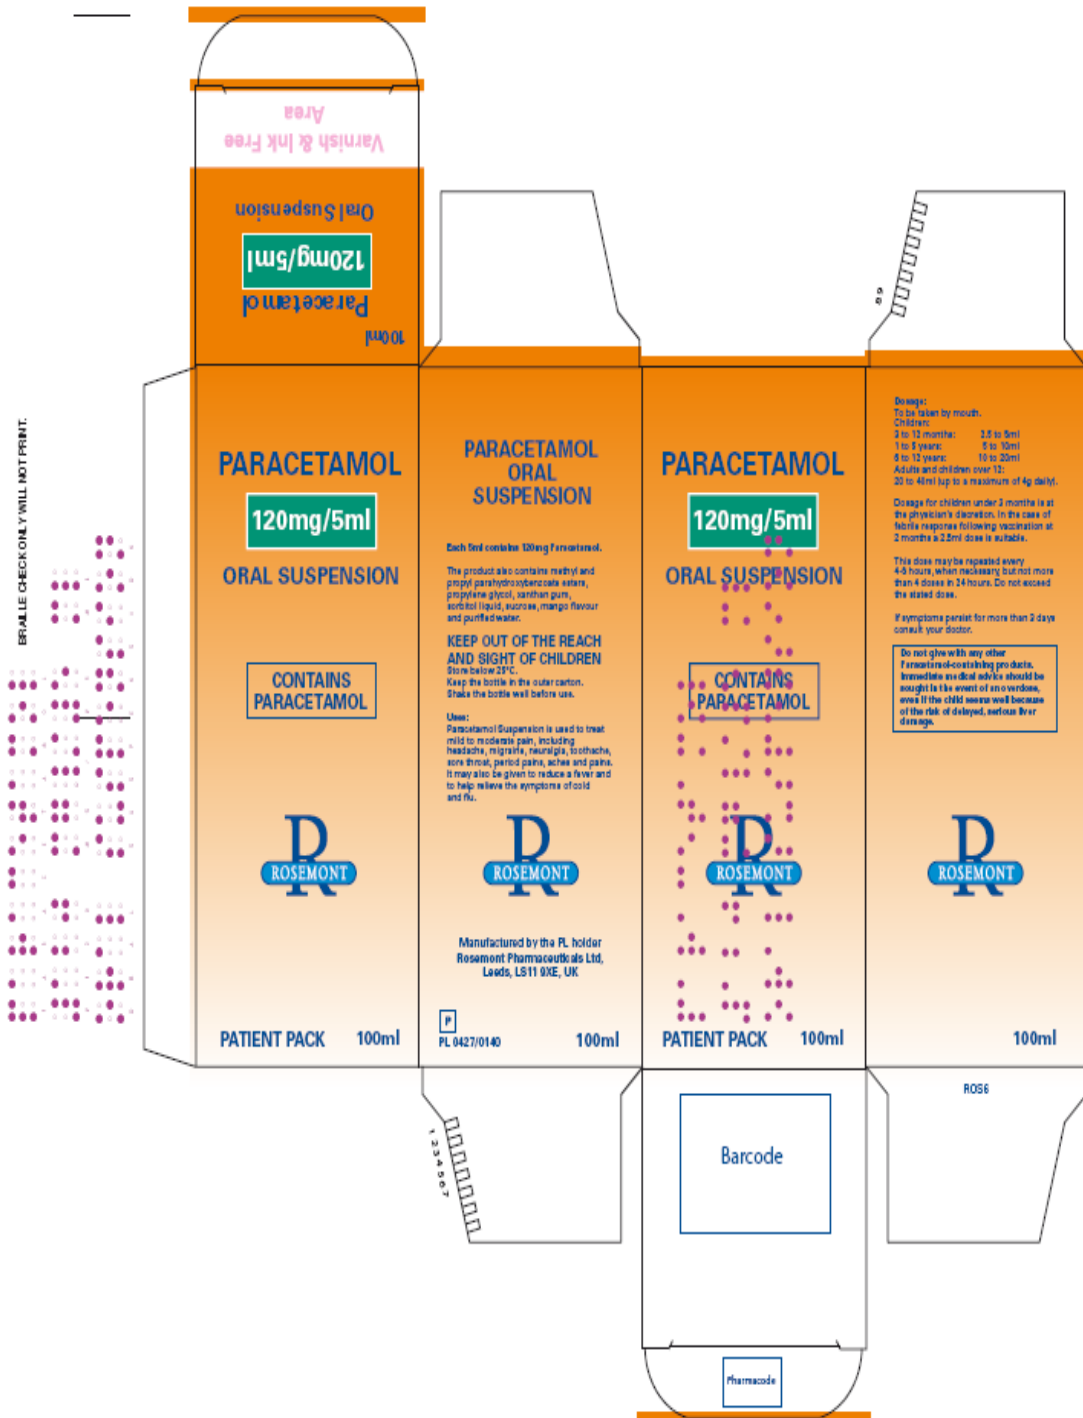 BRAILLE CHECK ONLY WILL NOT PRINT.
Varnish & Ink Free
Area
Oral Suspension
120mg/5ml
Paracetamol
100ml
PARACETAMOL
120mg/5ml
ORAL SUSPENSION
CONTAINS
PARACETAMOL
R
ROSEMONT
PATIENT PACK 100ml
PARACETAMOL
ORAL
SUSPENSION
Each 5ml contains 120mg Paracetamol.
The product also contains methyl and
propyl parahydroxybenzoate esters,
propylene glycol, xanthan gum,
sorbitol liquid, sucrose, mango flavour
and purified water.
KEEP OUT OF THE REACH
AND SIGHT OF CHILDREN
Store below 25°C.
Keep the bottle in the outer carton.
Shake the bottle well before use.
Uses:
Paracetamol Suspension is used to treat
mild to moderate pain, including
headache, migraine, neuralgia, toothache,
sore throat, period pains, aches and pains.
It may also be given to reduce a fever and
to help relieve the symptoms of cold
and flu.
R
ROSEMONT
Manufactured by the PL holder
Rosemont Pharmaceuticals Ltd,
Leeds, LS11 9XE, UK
P
PL 0427/0140 100ml
1 2 3 4 5 6 7
PARACETAMOL
120mg/5ml
ORAL SUSPENSION
CONTAINS
PARACETAMOL
R
ROSEMONT
PATIENT PACK 100ml
Barcode
Pharmacode
8 9
Dosage:
To be taken by mouth.
Children:
3 to 12 months: 2.5 to 5ml
1 to 5 years: 5 to 10ml
6 to 12 years: 10 to 20ml
Adults and children over 12:
20 to 40ml (up to a maximum of 4g daily).
Dosage for children under 3 months is at
the physician's discretion. In the case of
febrile response following vaccination at
2 months a 2.5ml dose is suitable.
This dose may be repeated every
4-6 hours, when necessary, but not more
than 4 doses in 24 hours. Do not exceed
the stated dose.
If symptoms persist for more than 3 days
consult your doctor.
Do not give with any other
Paracetamol-containing products.
Immediate medical advice should be
sought in the event of an overdose,
even if the child seems well because
of the risk of delayed, serious liver
damage.
R
ROSEMONT
100ml
ROS6